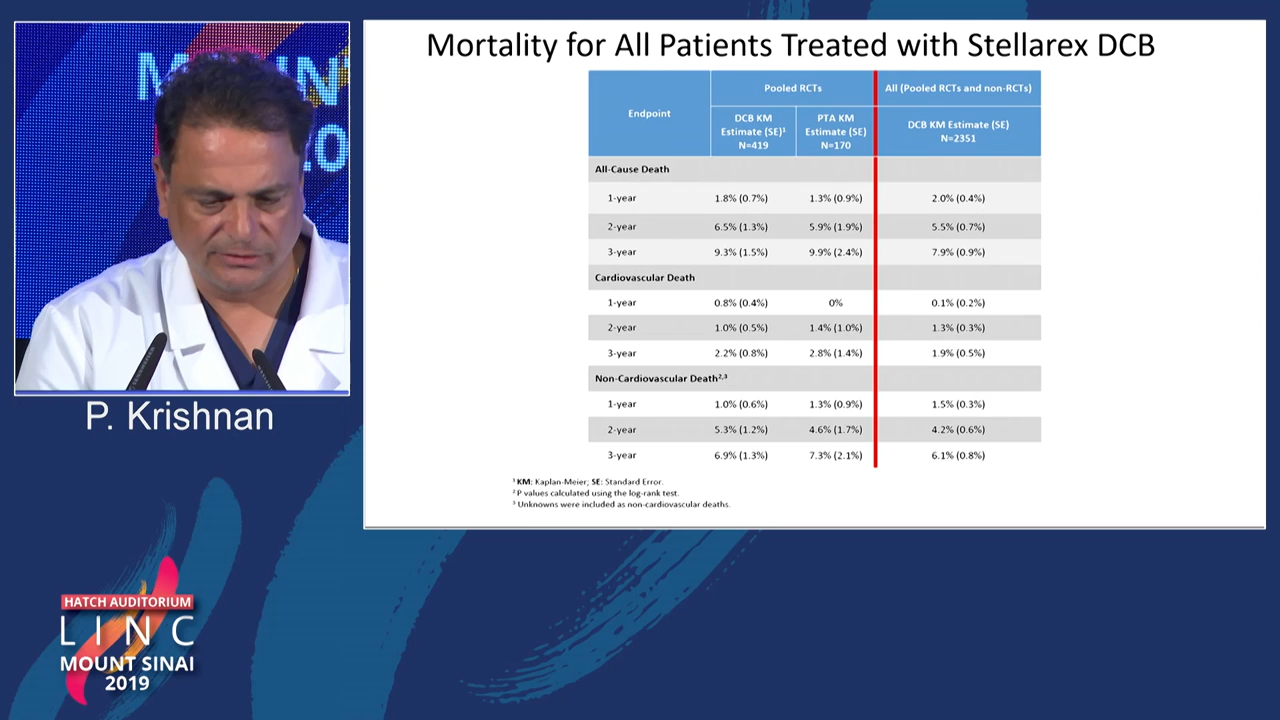 M
IN
.0
P. Krishnan
HATCH AUDITORIUM
LINC
MOUNT SINAI
2019
Mortality for All Patients Treated with Stellarex DCB
Endpoint
Pooled RCTs
All (Pooled RCTs and non-RCTs)
DCB KM
Estimate (SE)¹
N=419
PTA KM
Estimate (SE)
N=170
DCB KM Estimate (SE)
N=2351
All-Cause Death
1-year 1.8% (0.7%) 1.3% (0.9%) 2.0% (0.4%)
2-year 6.5% (1.3%) 5.9% (1.9%) 5.5% (0.7%)
3-year 9.3% (1.5%) 9.9% (2.4%) 7.9% (0.9%)
Cardiovascular Death
1-year 0.8% (0.4%) 0% 0.1% (0.2%)
2-year 1.0% (0.5%) 1.4% (1.0%) 1.3% (0.3%)
3-year 2.2% (0.8%) 2.8% (1.4%) 1.9% (0.5%)
Non-Cardiovascular Death²,³
1-year 1.0% (0.6%) 1.3% (0.9%) 1.5% (0.3%)
2-year 5.3% (1.2%) 4.6% (1.7%) 4.2% (0.6%)
3-year 6.9% (1.3%) 7.3% (2.1%) 6.1% (0.8%)
¹ KM: Kaplan-Meier; SE: Standard Error.
² P values calculated using the log-rank test.
³ Unknowns were included as non-cardiovascular deaths.